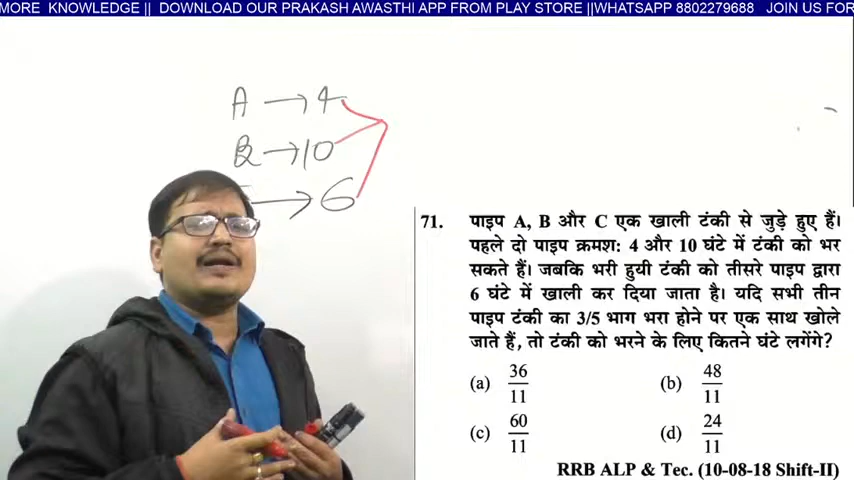 MORE KNOWLEDGE || DOWNLOAD OUR PRAKASH AWASTHI APP FROM PLAY STORE ||WHATSAPP 8802279688 JOIN US FOR
A → 4
B → 10
→ 6
71. पाइप A, B और C एक खाली टंकी से जुड़े हुए हैं।
पहले दो पाइप क्रमश: 4 और 10 घंटे में टंकी को भर
सकते हैं। जबकि भरी हुयी टंकी को तीसरे पाइप द्वारा
6 घंटे में खाली कर दिया जाता है। यदि सभी तीन
पाइप टंकी का 3/5 भाग भरा होने पर एक साथ खोले
जाते हैं, तो टंकी को भरने के लिए कितने घंटे लगेंगे?
(a) 36/11 (b) 48/11
(c) 60/11 (d) 24/11
RRB ALP & Tec. (10-08-18 Shift-II)